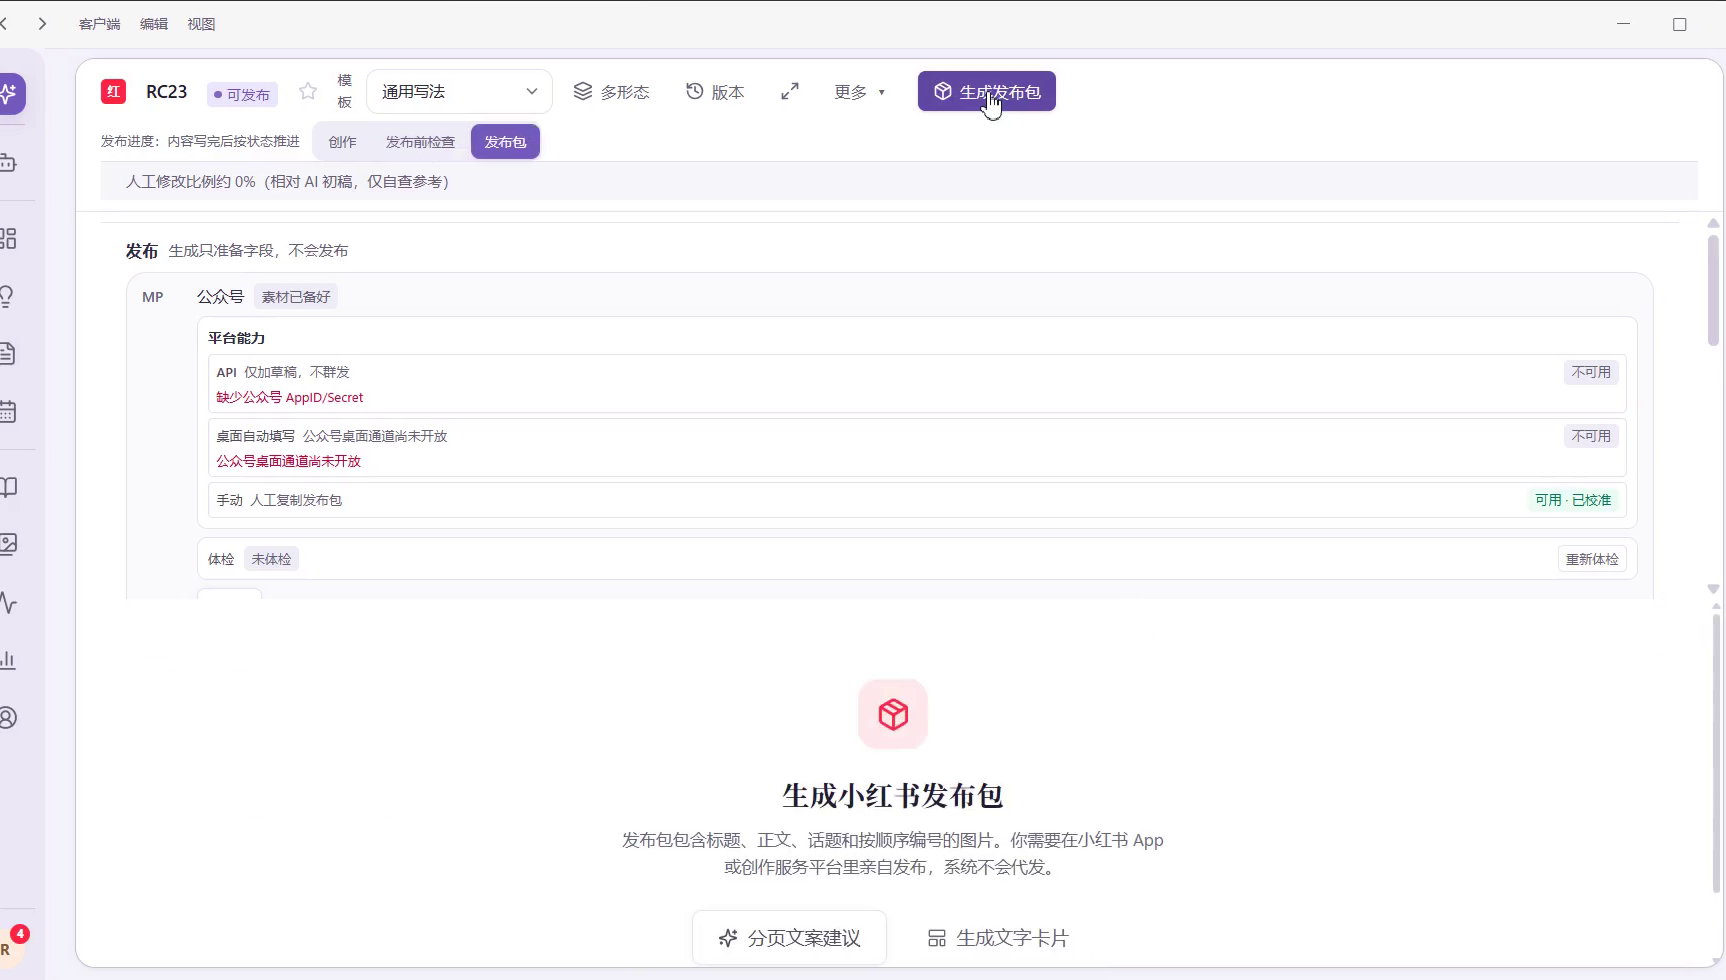 客户端 编辑 视图
红 RC23 可发布 模板 通用写法 多形态 版本 更多 生成发布包
发布进度：内容写完后按状态推进 创作 发布前检查 发布包
人工修改比例约 0%（相对 AI 初稿，仅自查参考）
发布 生成只准备字段，不会发布
MP 公众号 素材已备好
平台能力
API 仅加草稿，不群发 不可用
缺少公众号 AppID/Secret
桌面自动填写 公众号桌面通道尚未开放 不可用
公众号桌面通道尚未开放
手动 人工复制发布包 可用 · 已校准
体检 未体检 重新体检
生成小红书发布包
发布包包含标题、正文、话题和按顺序编号的图片。你需要在小红书 App
或创作服务平台里亲自发布，系统不会代发。
分页文案建议 生成文字卡片
4
R